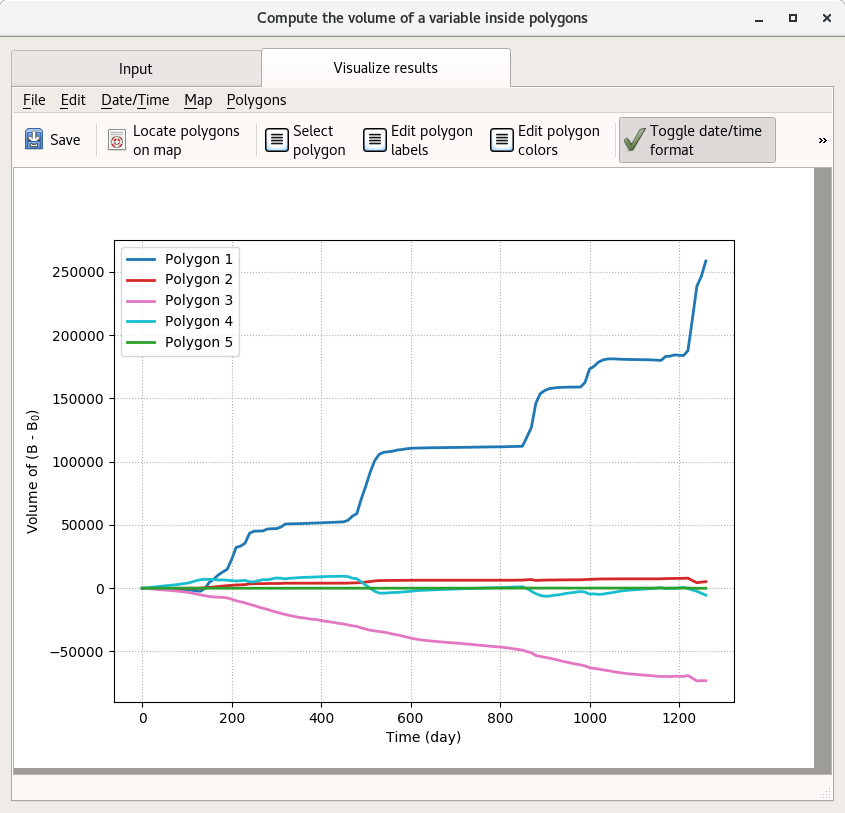 Compute the volume of a variable inside polygons
Input
Visualize results
File Edit Date/Time Map Polygons
Save
Locate polygons
on map
Select
polygon
Edit polygon
labels
Edit polygon
colors
Toggle date/time
format
»
Polygon 1
Polygon 2
Polygon 3
Polygon 4
Polygon 5
250000
200000
150000
100000
50000
0
−50000
Volume of (B - B₀)
0 200 400 600 800 1000 1200
Time (day)